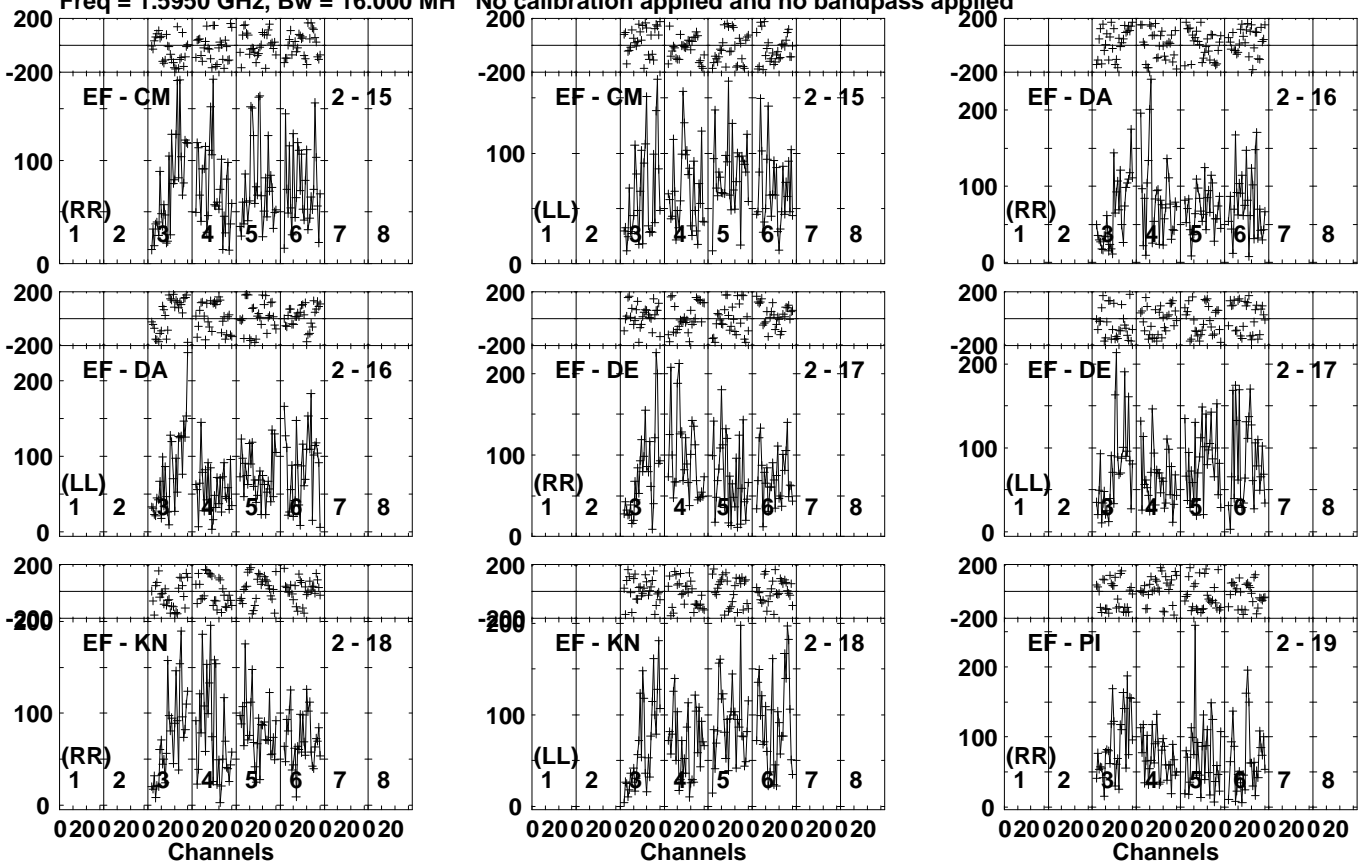 Freq = 1.5950 GHz, Bw = 16.000 MH No calibration applied and no bandpass applied
200 200 200
-200 -200 -200
EF - CM 2 - 15 EF - CM 2 - 15 EF - DA 2 - 16
200
100 100 100
(RR) (LL) (RR)
1 2 3 4 5 6 7 8 1 2 3 4 5 6 7 8 1 2 3 4 5 6 7 8
0 0 0
200 200 200
-200 -200 -200
EF - DA 2 - 16 EF - DE 2 - 17 EF - DE 2 - 17
200 200 200
100 100 100
(LL) (RR) (LL)
1 2 3 4 5 6 7 8 1 2 3 4 5 6 7 8 1 2 3 4 5 6 7 8
0 0 0
200 200 200
-200 -200 -200
200 200
EF - KN 2 - 18 EF - KN 2 - 18 EF - PI 2 - 19
200
100 100 100
(RR) (LL) (RR)
1 2 3 4 5 6 7 8 1 2 3 4 5 6 7 8 1 2 3 4 5 6 7 8
0 0 0
0 20 0 20 0 20 0 20 0 20 0 20 0 20 0 20 0 20 0 20 0 20 0 20 0 20 0 20 0 20 0 20 0 20 0 20 0 20 0 20 0 20 0 20 0 20 0 20
Channels Channels Channels